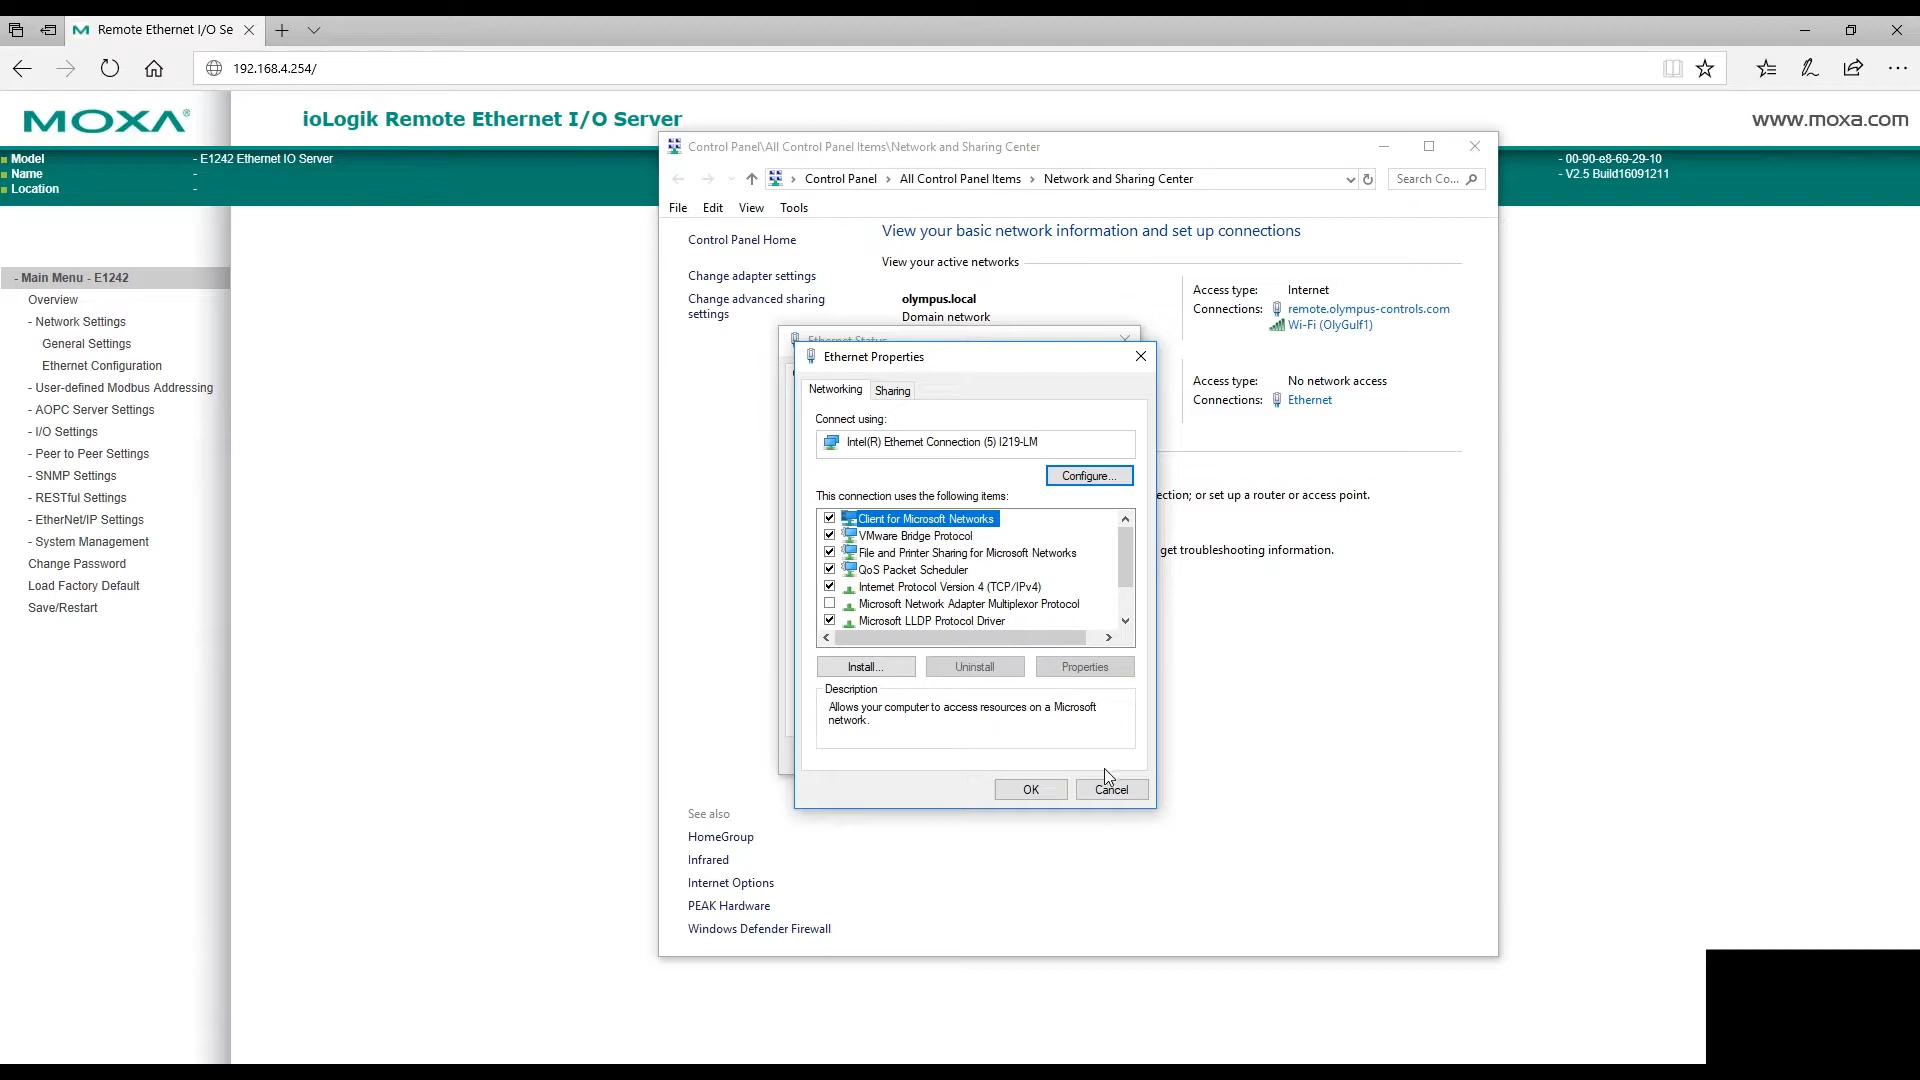 Remote Ethernet I/O Se
192.168.4.254/
MOXA®
ioLogik Remote Ethernet I/O Server
www.moxa.com
Model - E1242 Ethernet IO Server
Name -
Location -
- 00-90-e8-69-29-10
- V2.5 Build16091211
- Main Menu - E1242
Overview
- Network Settings
General Settings
Ethernet Configuration
- User-defined Modbus Addressing
- AOPC Server Settings
- I/O Settings
- Peer to Peer Settings
- SNMP Settings
- RESTful Settings
- EtherNet/IP Settings
- System Management
Change Password
Load Factory Default
Save/Restart
Control Panel\All Control Panel Items\Network and Sharing Center
Control Panel > All Control Panel Items > Network and Sharing Center
Search Co...
File Edit View Tools
Control Panel Home
Change adapter settings
Change advanced sharing
settings
View your basic network information and set up connections
View your active networks
olympus.local
Domain network
Access type: Internet
Connections: remote.olympus-controls.com
Wi-Fi (OlyGulf1)
Access type: No network access
Connections: Ethernet
ection; or set up a router or access point.
get troubleshooting information.
See also
HomeGroup
Infrared
Internet Options
PEAK Hardware
Windows Defender Firewall
Ethernet Status
Ethernet Properties
Networking Sharing
Connect using:
Intel(R) Ethernet Connection (5) I219-LM
Configure...
This connection uses the following items:
Client for Microsoft Networks
VMware Bridge Protocol
File and Printer Sharing for Microsoft Networks
QoS Packet Scheduler
Internet Protocol Version 4 (TCP/IPv4)
Microsoft Network Adapter Multiplexor Protocol
Microsoft LLDP Protocol Driver
Install... Uninstall Properties
Description
Allows your computer to access resources on a Microsoft
network.
OK Cancel